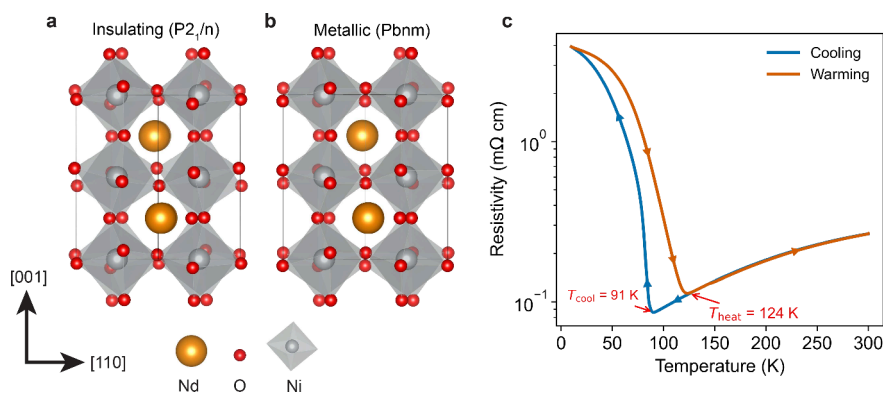 a
Insulating (P2₁/n)
b
Metallic (Pbnm)
[001]
[110]
Nd
O
Ni
c
Cooling
Warming
Resistivity (mΩ cm)
10⁰
10⁻¹
T_cool = 91 K
T_heat = 124 K
0
50
100
150
200
250
300
Temperature (K)